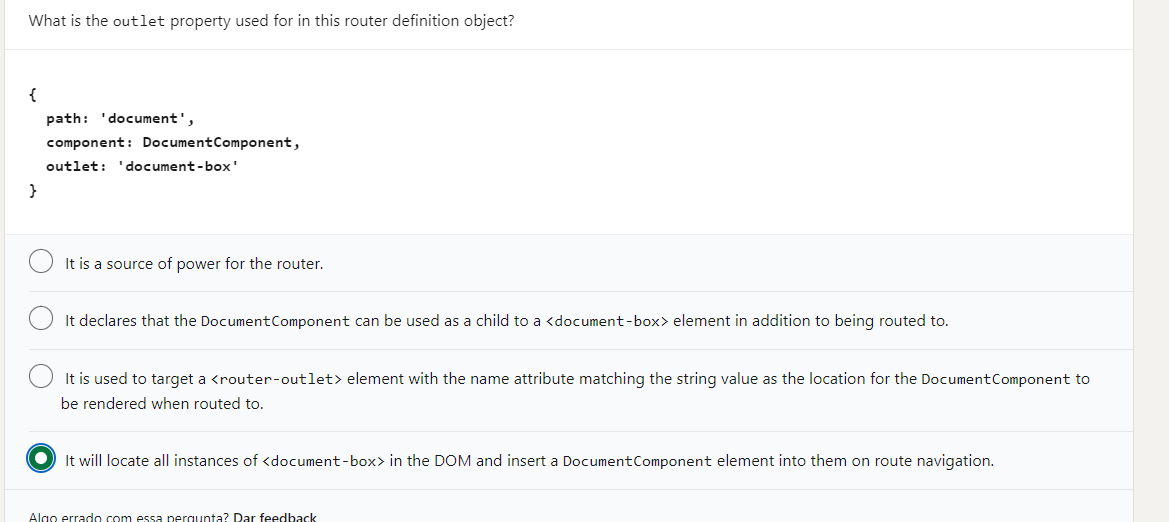 What is the outlet property used for in this router definition object?
{
path: 'document',
component: DocumentComponent,
outlet: 'document-box'
}
It is a source of power for the router.
It declares that the DocumentComponent can be used as a child to a <document-box> element in addition to being routed to.
It is used to target a <router-outlet> element with the name attribute matching the string value as the location for the DocumentComponent to
be rendered when routed to.
It will locate all instances of <document-box> in the DOM and insert a DocumentComponent element into them on route navigation.
Algo errado com essa pergunta? Dar feedback